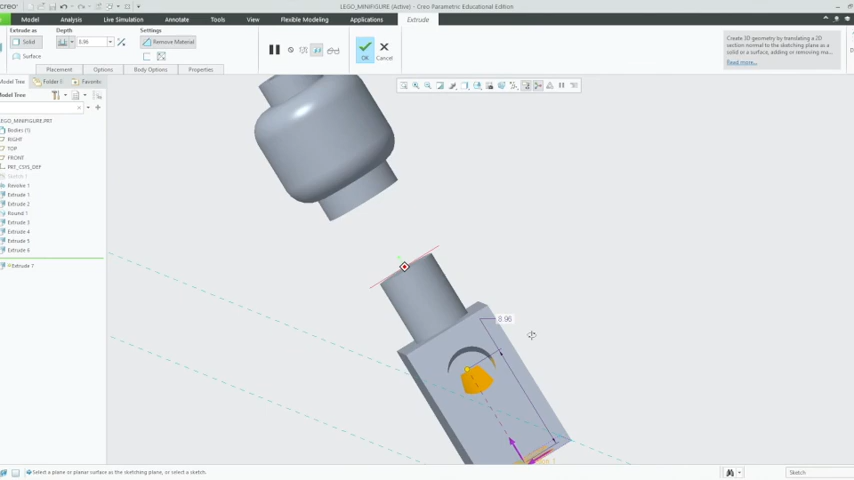 creo
LEGO_MINIFIGURE (Active) - Creo Parametric Educational Edition
Model Analysis Live Simulation Annotate Tools View Flexible Modeling Applications Extrude
Extrude as
Depth
Solid
8.96
Remove Material
Surface
OK
Cancel
Create 3D geometry by translating a 2D section normal to the sketching plane as a solid or a surface, adding or removing ma...
Read more...
Placement Options Body Options Properties
Model Tree
Folder
Favorite
Model Tree
LEGO_MINIFIGURE.PRT
Bodies (1)
RIGHT
TOP
FRONT
PRT_CSYS_DEF
Sketch 1
Revolve 1
Extrude 1
Extrude 2
Round 1
Extrude 3
Extrude 4
Extrude 5
Extrude 6
Extrude 7
8.96
Select a plane or planar surface as the sketching plane, or select a sketch.
Sketch